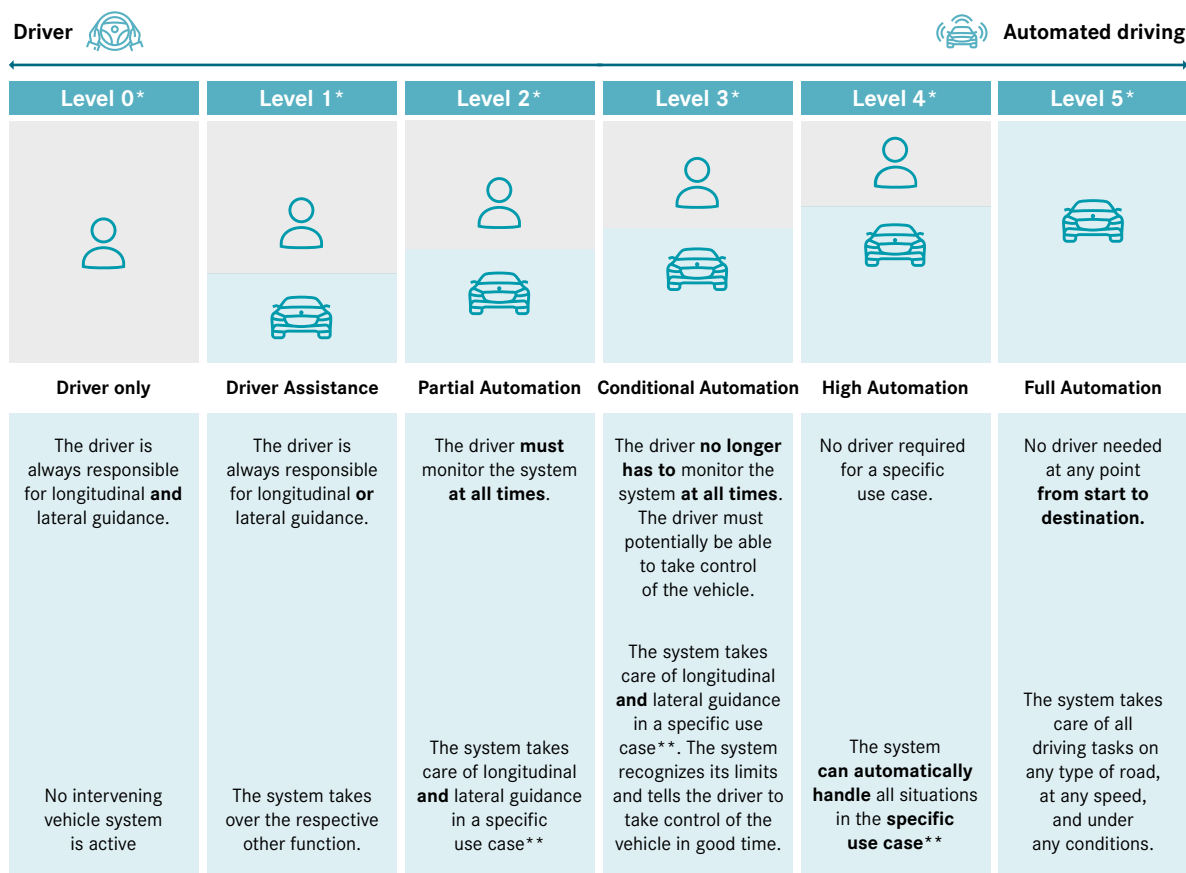 Driver
Automated driving
Level 0*
Level 1*
Level 2*
Level 3*
Level 4*
Level 5*
Driver only
Driver Assistance
Partial Automation
Conditional Automation
High Automation
Full Automation
The driver is
always responsible
for longitudinal and
lateral guidance.
No intervening
vehicle system
is active
The driver is
always responsible
for longitudinal or
lateral guidance.
The system takes
over the respective
other function.
The driver must
monitor the system
at all times.
The system takes
care of longitudinal
and lateral guidance
in a specific
use case**
The driver no longer
has to monitor the
system at all times.
The driver must
potentially be able
to take control
of the vehicle.
The system takes
care of longitudinal
and lateral guidance
in a specific use
case**. The system
recognizes its limits
and tells the driver to
take control of the
vehicle in good time.
No driver required
for a specific
use case.
The system
can automatically
handle all situations
in the specific
use case**
No driver needed
at any point
from start to
destination.
The system takes
care of all
driving tasks on
any type of road,
at any speed,
and under
any conditions.